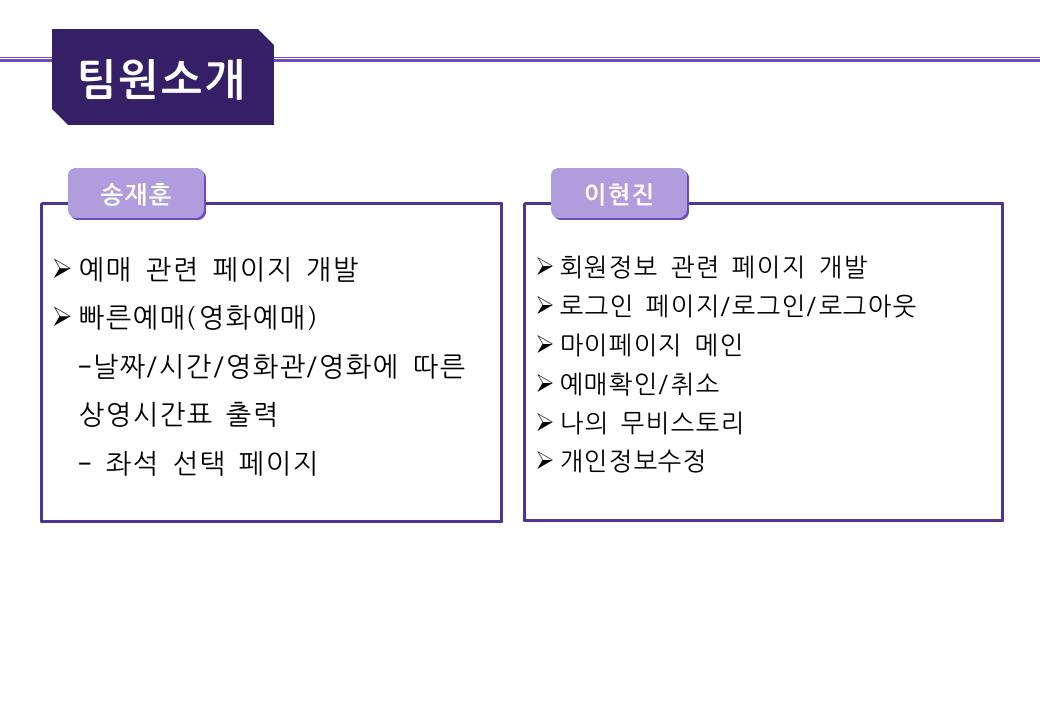 팀원소개
송재훈
➢ 예매 관련 페이지 개발
➢ 빠른예매(영화예매)
-날짜/시간/영화관/영화에 따른
상영시간표 출력
- 좌석 선택 페이지
이현진
➢ 회원정보 관련 페이지 개발
➢ 로그인 페이지/로그인/로그아웃
➢ 마이페이지 메인
➢ 예매확인/취소
➢ 나의 무비스토리
➢ 개인정보수정